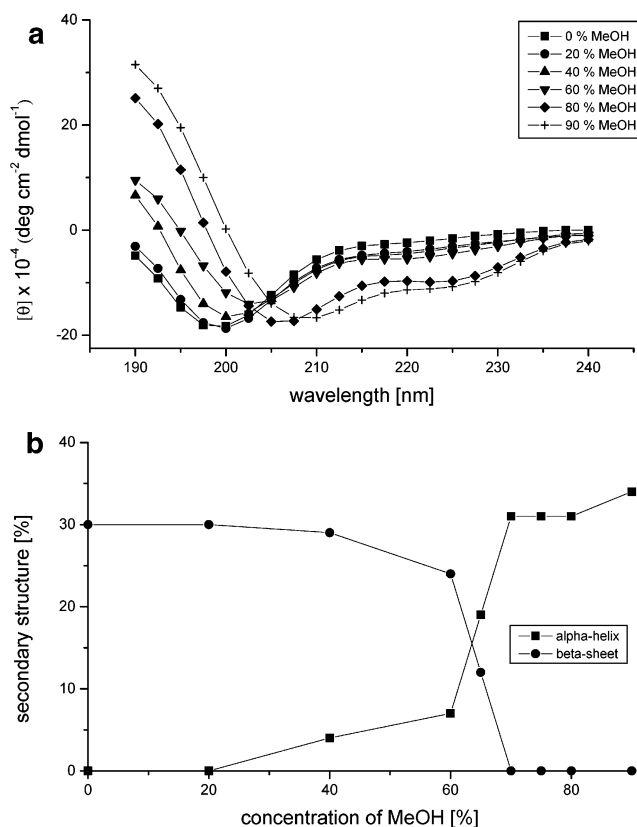 a
[θ] x 10⁻⁴ (deg cm⁻² dmol⁻¹)
40
20
0
-20
190
200
210
220
230
240
wavelength [nm]
0 % MeOH
20 % MeOH
40 % MeOH
60 % MeOH
80 % MeOH
90 % MeOH
b
secondary structure [%]
40
30
20
10
0
0
20
40
60
80
concentration of MeOH [%]
alpha-helix
beta-sheet